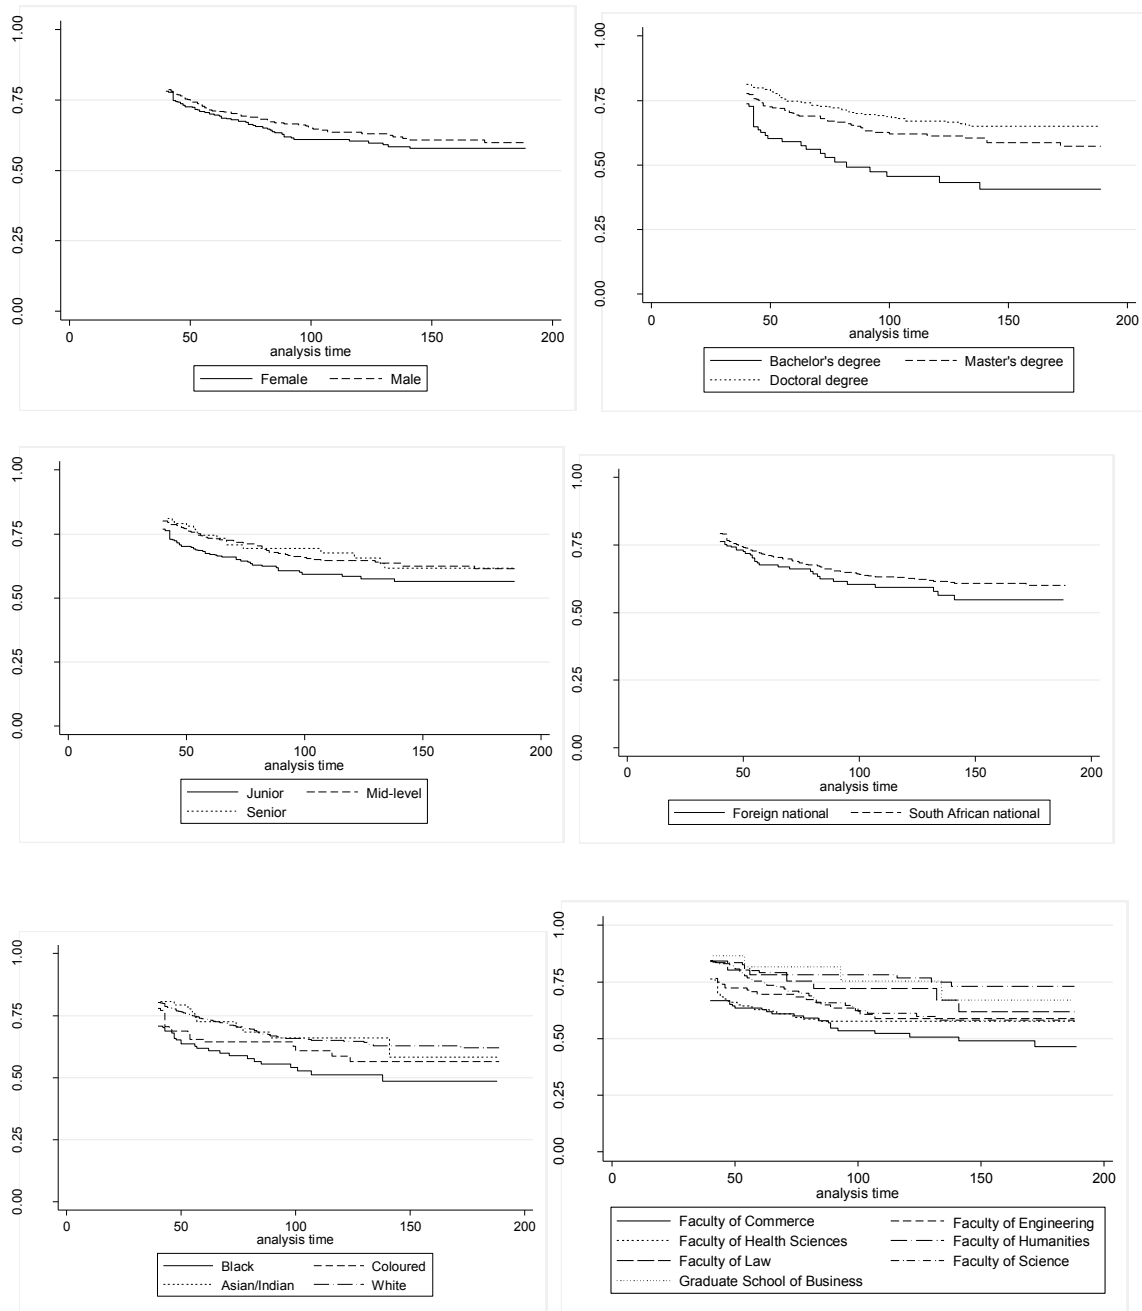 1.00
0.75
0.50
0.25
0.00
0 50 100 150 200
analysis time
Female Male
1.00
0.75
0.50
0.25
0.00
0 50 100 150 200
analysis time
Bachelor's degree Master's degree
Doctoral degree
1.00
0.75
0.50
0.25
0.00
0 50 100 150 200
analysis time
Junior Mid-level
Senior
1.00
0.75
0.50
0.25
0.00
0 50 100 150 200
analysis time
Foreign national South African national
1.00
0.75
0.50
0.25
0.00
0 50 100 150 200
analysis time
Black Coloured
Asian/Indian White
1.00
0.75
0.50
0.25
0.00
0 50 100 150 200
analysis time
Faculty of Commerce Faculty of Engineering
Faculty of Health Sciences Faculty of Humanities
Faculty of Law Faculty of Science
Graduate School of Business